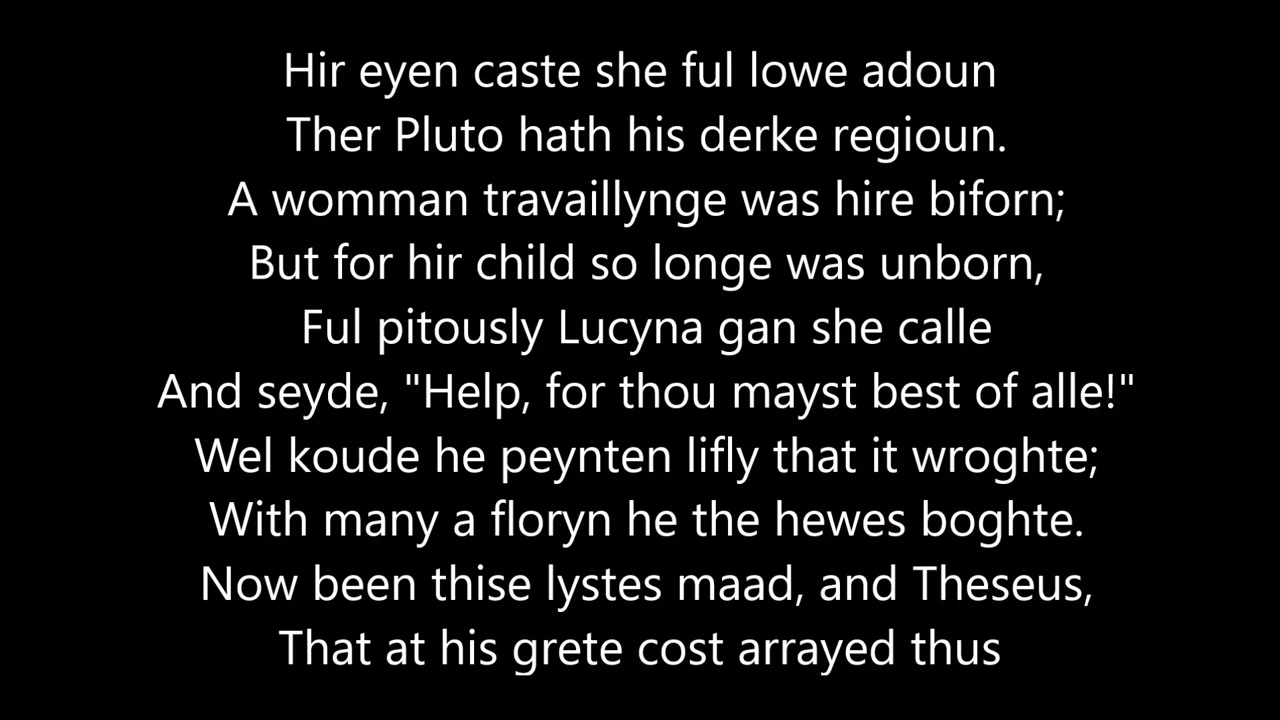 Hir eyen caste she ful lowe adoun
Ther Pluto hath his derke regioun.
A womman travaillynge was hire biforn;
But for hir child so longe was unborn,
Ful pitously Lucyna gan she calle
And seyde, "Help, for thou mayst best of alle!"
Wel koude he peynten lifly that it wroghte;
With many a floryn he the hewes boghte.
Now been thise lystes maad, and Theseus,
That at his grete cost arrayed thus